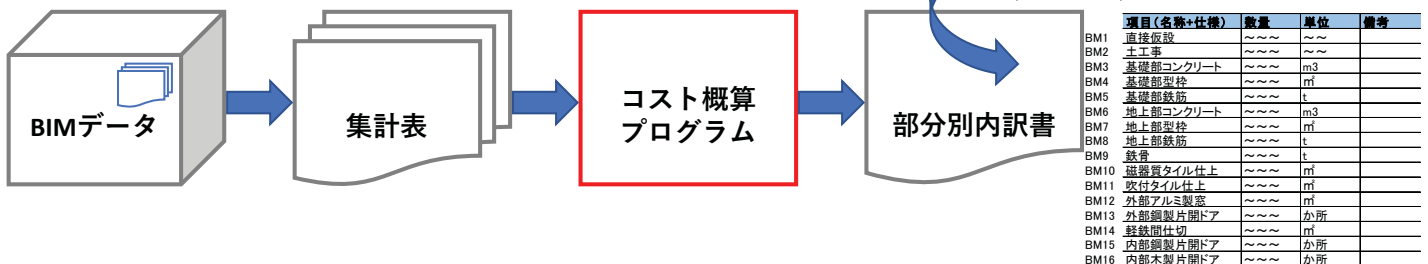 BIMデータ
集計表
コスト概算
プログラム
部分別内訳書
項目(名称+仕様) 数量 単位 備考
BM1 直接仮設 ~~~ ~~
BM2 土工事 ~~~ ~~
BM3 基礎部コンクリート ~~~ m3
BM4 基礎部型枠 ~~~ ㎡
BM5 基礎部鉄筋 ~~~ t
BM6 地上部コンクリート ~~~ m3
BM7 地上部型枠 ~~~ ㎡
BM8 地上部鉄筋 ~~~ t
BM9 鉄骨 ~~~ t
BM10 磁器質タイル仕上 ~~~ ㎡
BM11 吹付タイル仕上 ~~~ ㎡
BM12 外部アルミ製窓 ~~~ ㎡
BM13 外部鋼製片開ドア ~~~ か所
BM14 軽鉄間仕切 ~~~ ㎡
BM15 内部鋼製片開ドア ~~~ か所
BM16 内部木製片開ドア ~~~ か所